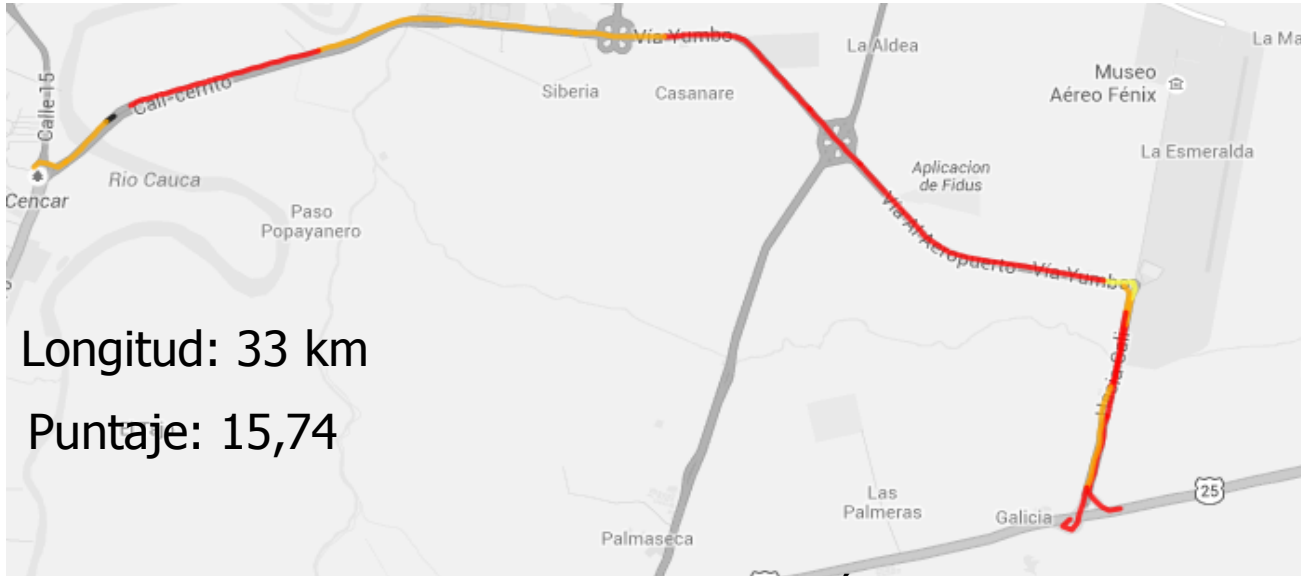 Vía Yumbo
La Aldea
La Ma
Museo
Aéreo Fénix
Siberia
Casanare
Calle 15
Cali-cerrito
La Esmeralda
Rio Cauca
Aplicacion
de Fidus
Cencar
Paso
Popayanero
Vía Al Aeropuerto - Vía Yumbo
Longitud: 33 km
Puntaje: 15,74
Las
Palmeras
25
Galicia
Palmaseca